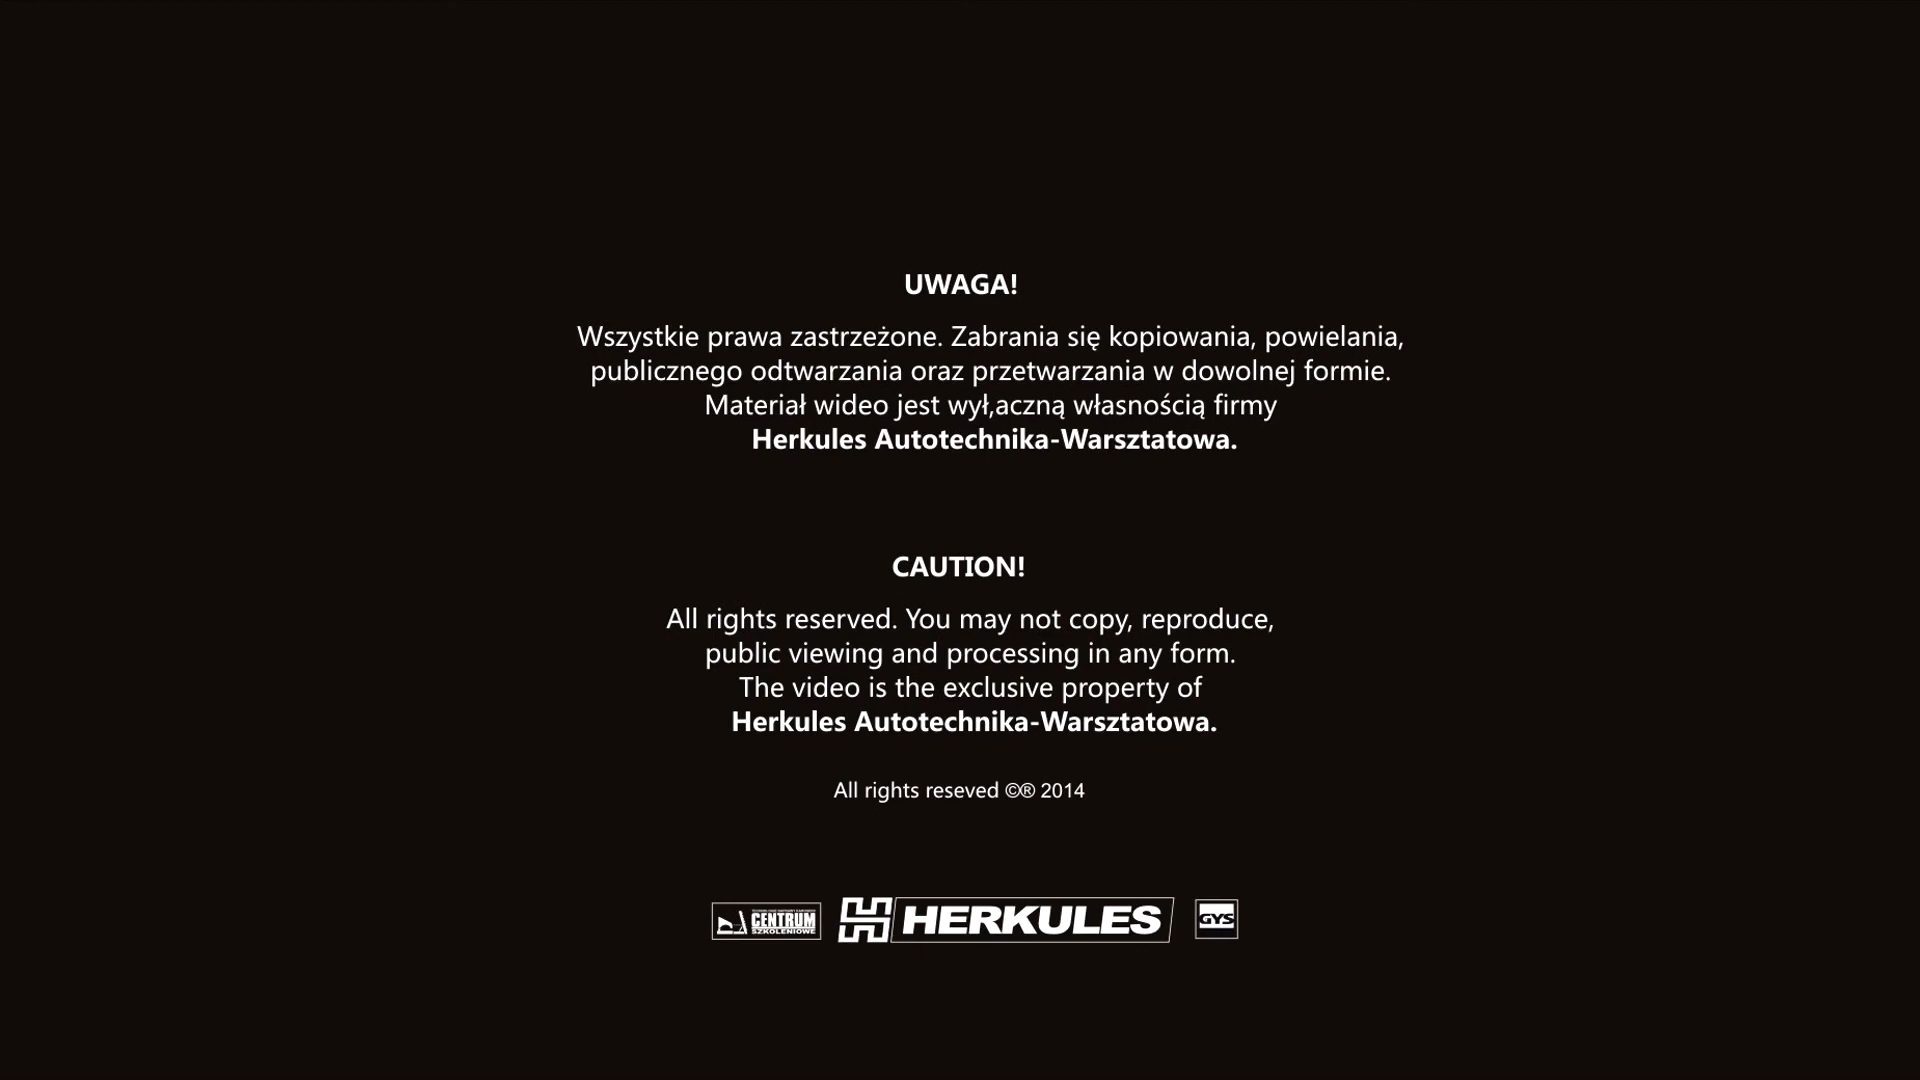 UWAGA!
Wszystkie prawa zastrzeżone. Zabrania się kopiowania, powielania,
publicznego odtwarzania oraz przetwarzania w dowolnej formie.
Materiał wideo jest wył,aczną własnością firmy
Herkules Autotechnika-Warsztatowa.
CAUTION!
All rights reserved. You may not copy, reproduce,
public viewing and processing in any form.
The video is the exclusive property of
Herkules Autotechnika-Warsztatowa.
All rights reseved ©® 2014
CENTRUM
SZKOLENIOWE
HERKULES
GYS